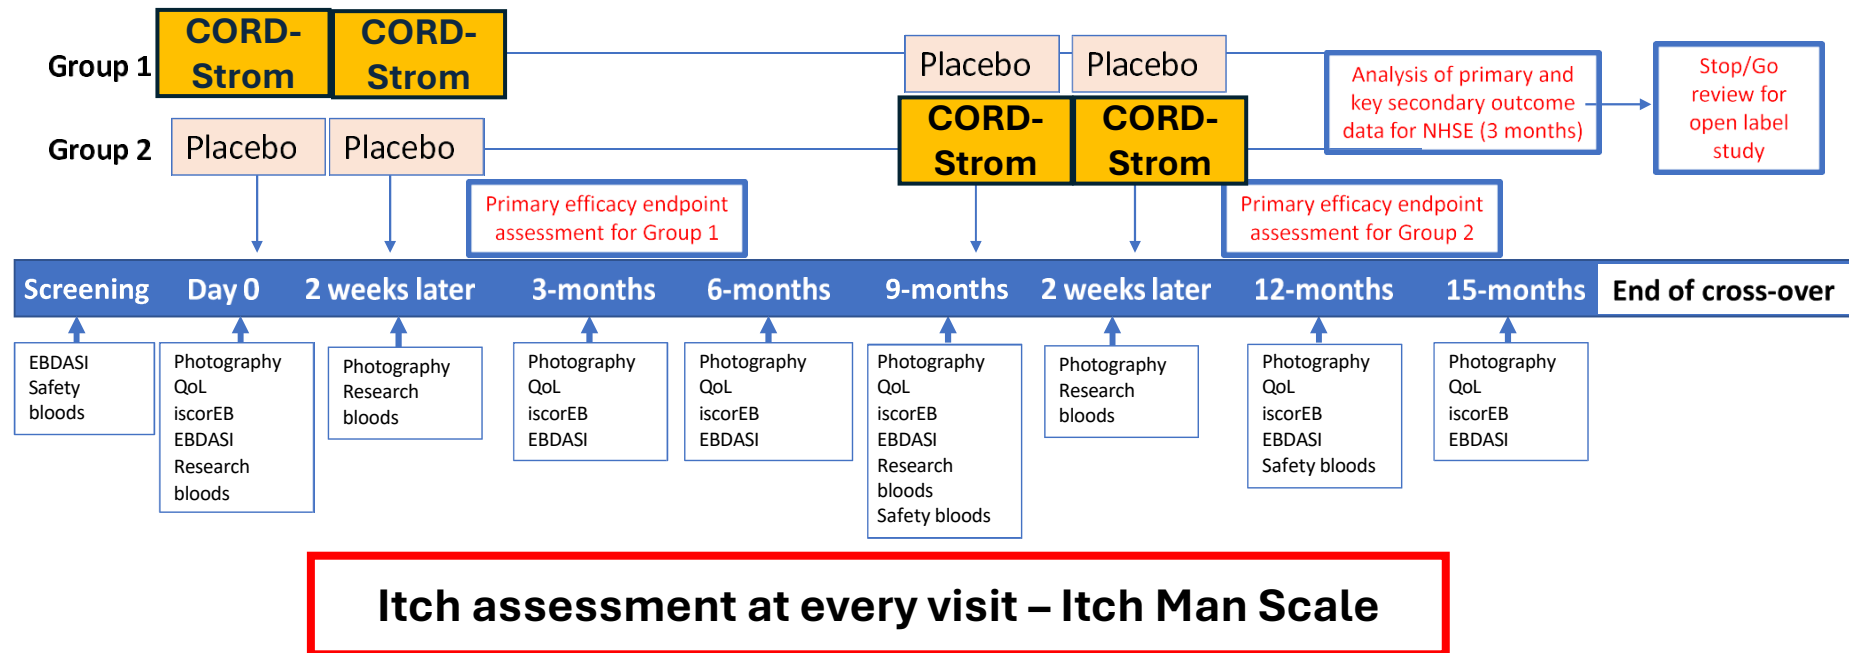 Group 1
CORD-
Strom
CORD-
Strom
Placebo
Placebo
Group 2
Placebo
Placebo
CORD-
Strom
CORD-
Strom
Analysis of primary and
key secondary outcome
data for NHSE (3 months)
Stop/Go
review for
open label
study
Primary efficacy endpoint
assessment for Group 1
Primary efficacy endpoint
assessment for Group 2
Screening
Day 0
2 weeks later
3-months
6-months
9-months
2 weeks later
12-months
15-months
End of cross-over
EBDASI
Safety
bloods
Photography
QoL
iscorEB
EBDASI
Research
bloods
Photography
Research
bloods
Photography
QoL
iscorEB
EBDASI
Photography
QoL
iscorEB
EBDASI
Photography
QoL
iscorEB
EBDASI
Research
bloods
Safety bloods
Photography
Research
bloods
Photography
QoL
iscorEB
EBDASI
Safety bloods
Photography
QoL
iscorEB
EBDASI
Itch assessment at every visit – Itch Man Scale